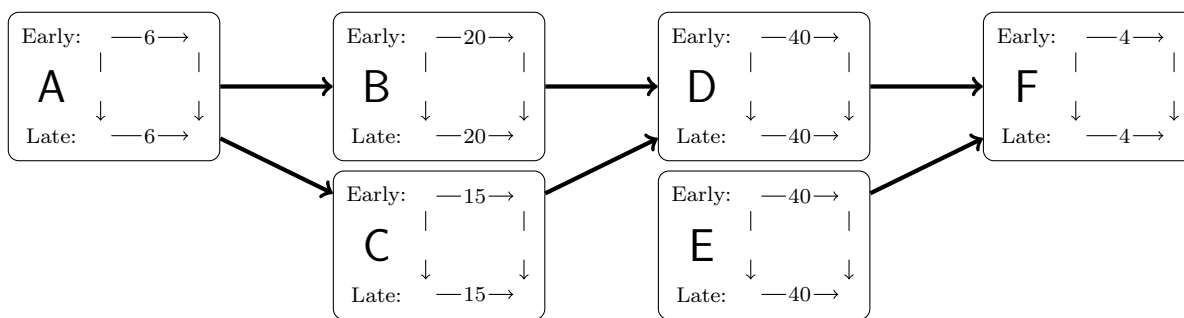 Early: 6
A
Late: 6
Early: 20
B
Late: 20
Early: 40
D
Late: 40
Early: 4
F
Late: 4
Early: 15
C
Late: 15
Early: 40
E
Late: 40